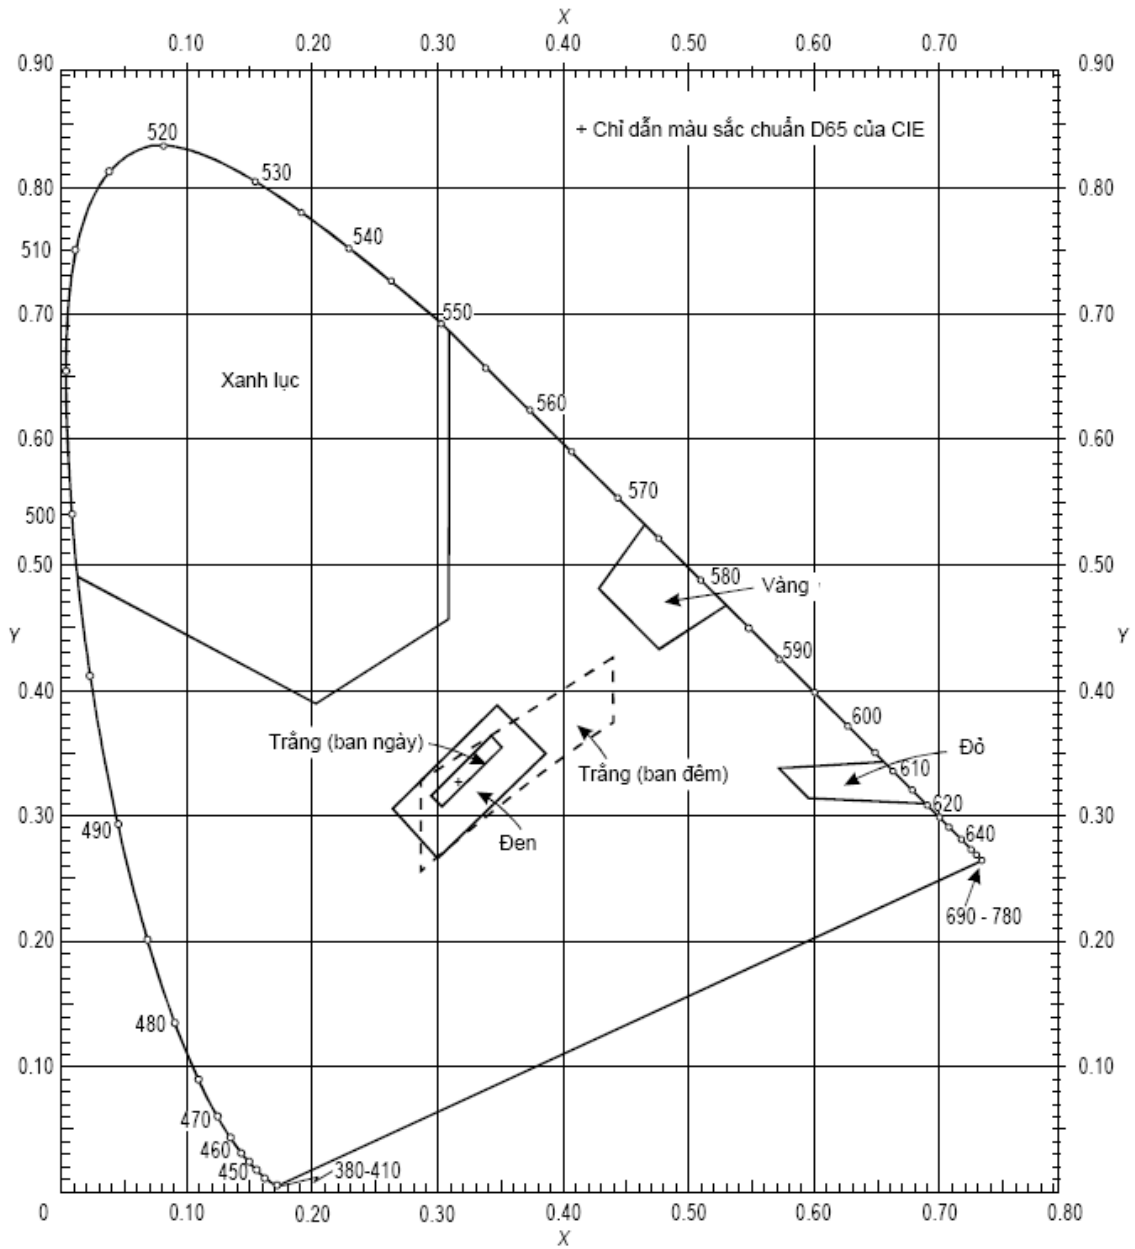 X
0.10 0.20 0.30 0.40 0.50 0.60 0.70
0.90 0.90
+ Chỉ dẫn màu sắc chuẩn D65 của CIE
520
530
0.80 0.80
540
510
550
0.70 0.70
Xanh lục
560
0.60 0.60
570
500
0.50 580 0.50
Vàng
Y Y
590
0.40 0.40
600
Trắng (ban ngày) Đỏ
Trắng (ban đêm) 610
0.30 620 0.30
490 Đen 640
690 - 780
0.20 0.20
480
0.10 0.10
470
460
450 380-410
0 0.10 0.20 0.30 0.40 0.50 0.60 0.70 0.80
X